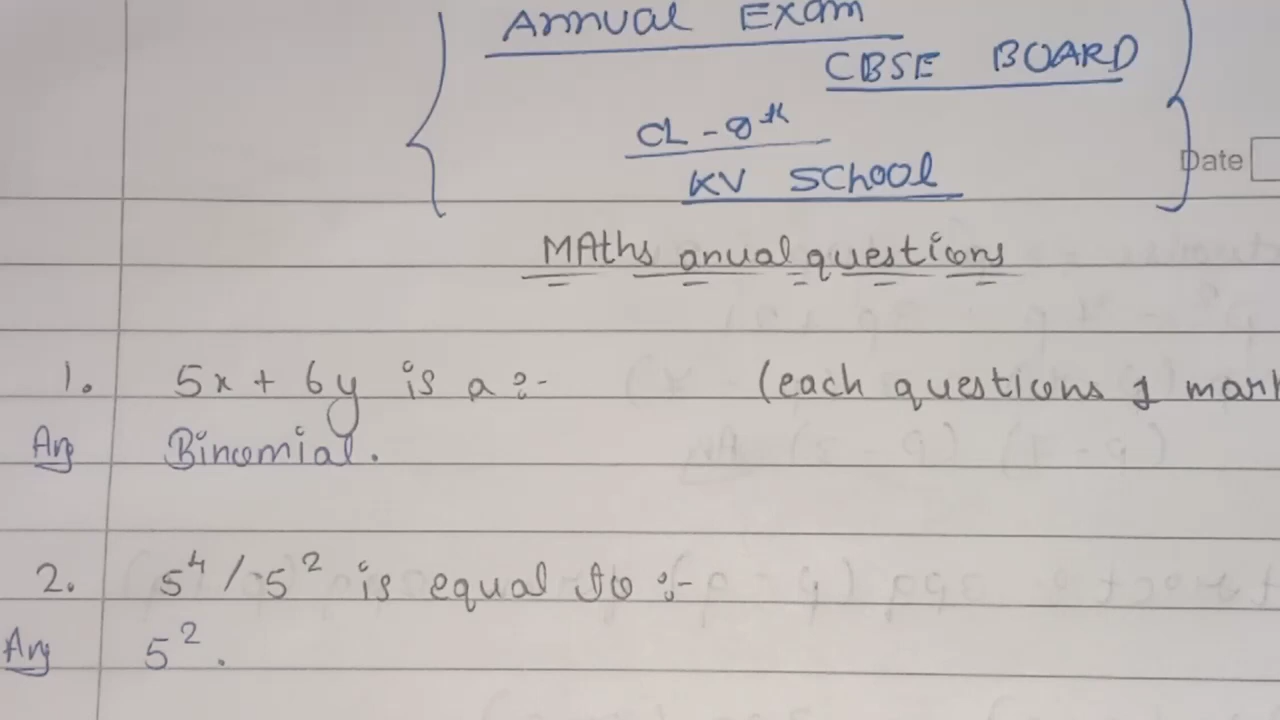 Annual Exam
CBSE BOARD
CL - 8th
KV School
Date
MAths anual questions
1. 5x + 6y is a :- (each questions 1 mark
Ans Binomial.
2. 5⁴ / 5² is equal to :-
Ans 5².